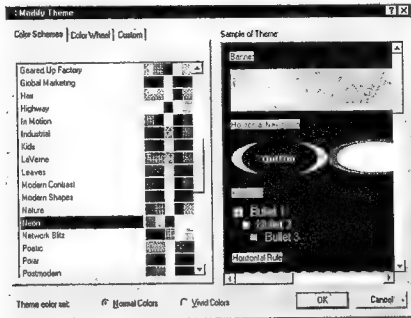 Modify Theme
Color Schemes Color Wheel Custom
Geared Up Factory
Global Marketing
Highway
In Motion
Industrial
Kids
LaVerne
Leaves
Modern Contrast
Modern Shapes
Nature
Neon
Network Blitz
Poetic
Polar
Postmodern
Theme color set:
Normal Colors
Vivid Colors
Sample of Theme:
Banner
Button
Bullet 1
Bullet 2
Bullet 3
Horizontal Rule
OK
Cancel